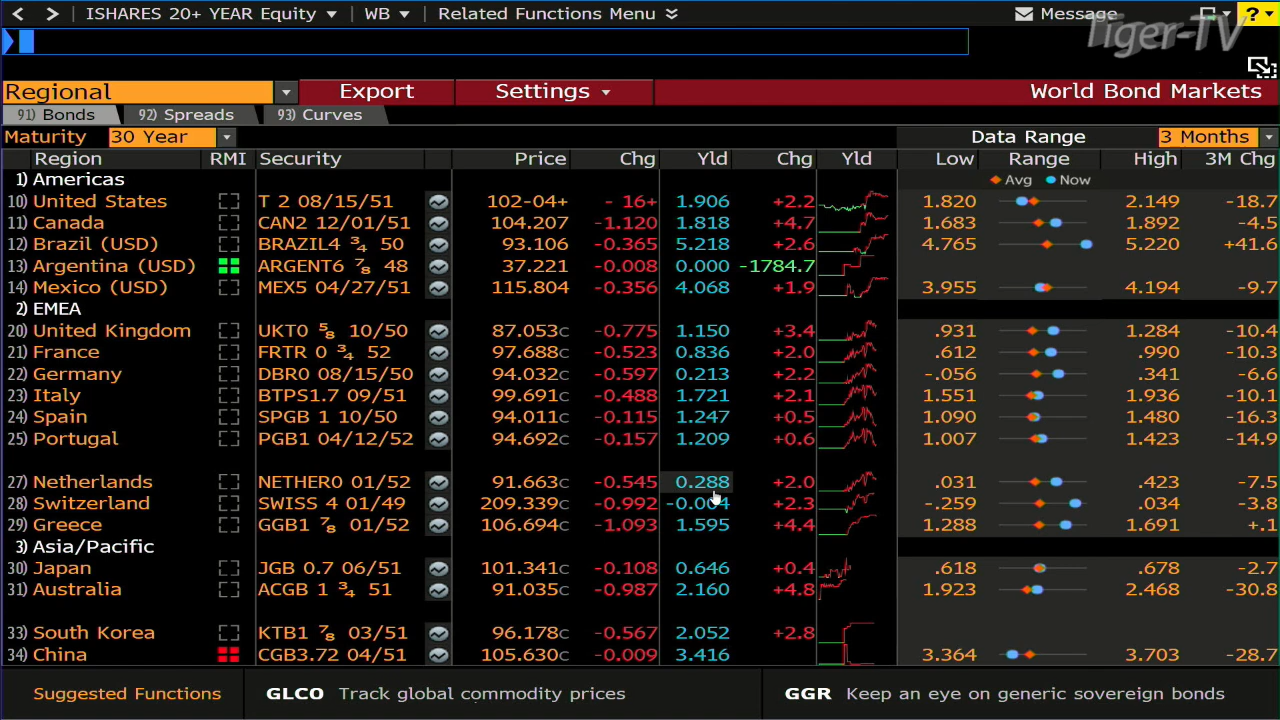 ISHARES 20+ YEAR Equity WB Related Functions Menu Message ?
Tiger-TV
Regional Export Settings World Bond Markets
91) Bonds 92) Spreads 93) Curves
Maturity 30 Year Data Range 3 Months
Region RMI Security Price Chg Yld Chg Yld Low Range High 3M Chg
1) Americas Avg Now
10) United States T 2 08/15/51 102-04+ - 16+ 1.906 +2.2 1.820 2.149 -18.7
11) Canada CAN2 12/01/51 104.207 -1.120 1.818 +4.7 1.683 1.892 -4.5
12) Brazil (USD) BRAZIL4 ¾ 50 93.106 -0.365 5.218 +2.6 4.765 5.220 +41.6
13) Argentina (USD) ARGENT6 ⅞ 48 37.221 -0.008 0.000 -1784.7
14) Mexico (USD) MEX5 04/27/51 115.804 -0.356 4.068 +1.9 3.955 4.194 -9.7
2) EMEA
20) United Kingdom UKT0 ⅝ 10/50 87.053c -0.775 1.150 +3.4 .931 1.284 -10.4
21) France FRTR 0 ¾ 52 97.688c -0.523 0.836 +2.0 .612 .990 -10.3
22) Germany DBR0 08/15/50 94.032c -0.597 0.213 +2.2 -.056 .341 -6.6
23) Italy BTPS1.7 09/51 99.691c -0.488 1.721 +2.1 1.551 1.936 -10.1
24) Spain SPGB 1 10/50 94.011c -0.115 1.247 +0.5 1.090 1.480 -16.3
25) Portugal PGB1 04/12/52 94.692c -0.157 1.209 +0.6 1.007 1.423 -14.9
27) Netherlands NETHER0 01/52 91.663c -0.545 0.288 +2.0 .031 .423 -7.5
28) Switzerland SWISS 4 01/49 209.339c -0.992 -0.004 +2.3 -.259 .034 -3.8
29) Greece GGB1 ⅞ 01/52 106.694c -1.093 1.595 +4.4 1.288 1.691 +.1
3) Asia/Pacific
30) Japan JGB 0.7 06/51 101.341c -0.108 0.646 +0.4 .618 .678 -2.7
31) Australia ACGB 1 ¾ 51 91.035c -0.987 2.160 +4.8 1.923 2.468 -30.8
33) South Korea KTB1 ⅞ 03/51 96.178c -0.567 2.052 +2.8
34) China CGB3.72 04/51 105.630c -0.009 3.416 3.364 3.703 -28.7
Suggested Functions GLCO Track global commodity prices GGR Keep an eye on generic sovereign bonds